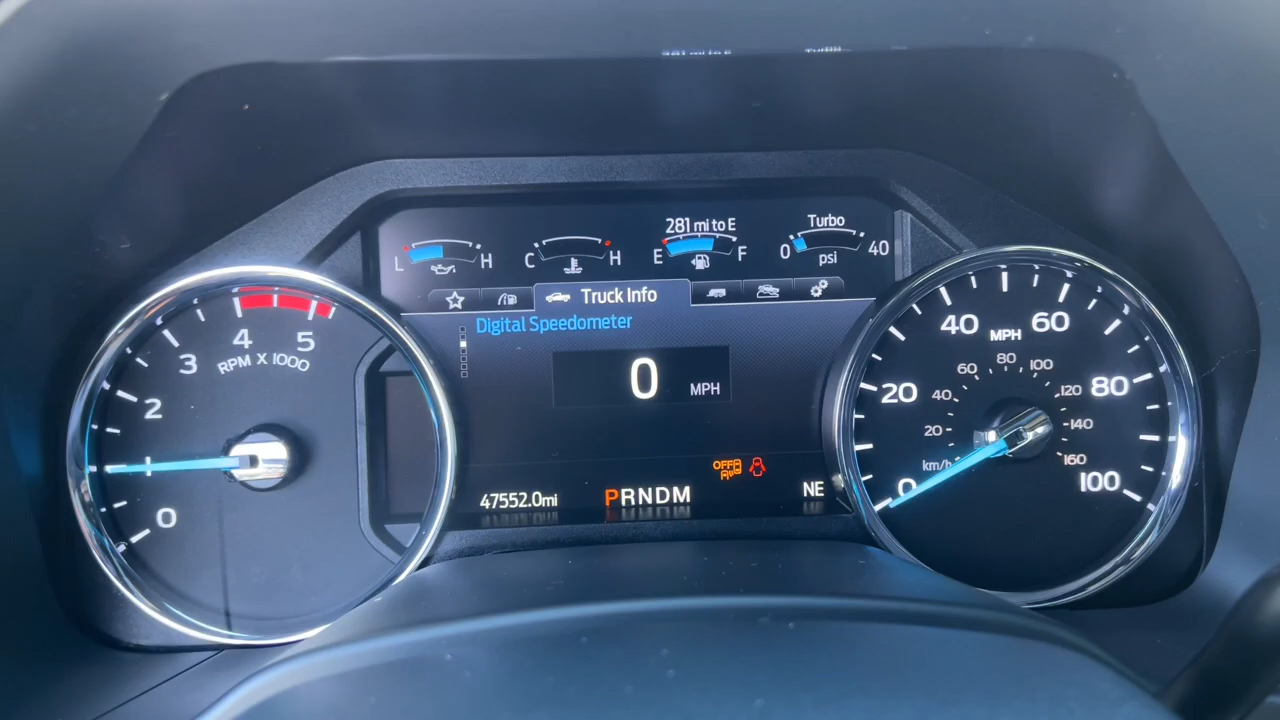 281 mi to E
Turbo
L H
C H
E F
0 40
psi
Truck Info
Digital Speedometer
0 MPH
OFF
47552.0mi
PRNDM
NE
0
1
2
3
4
5
RPM X 1000
0
20
40
60
80
100
MPH
km/h
20
40
60
80
100
120
140
160